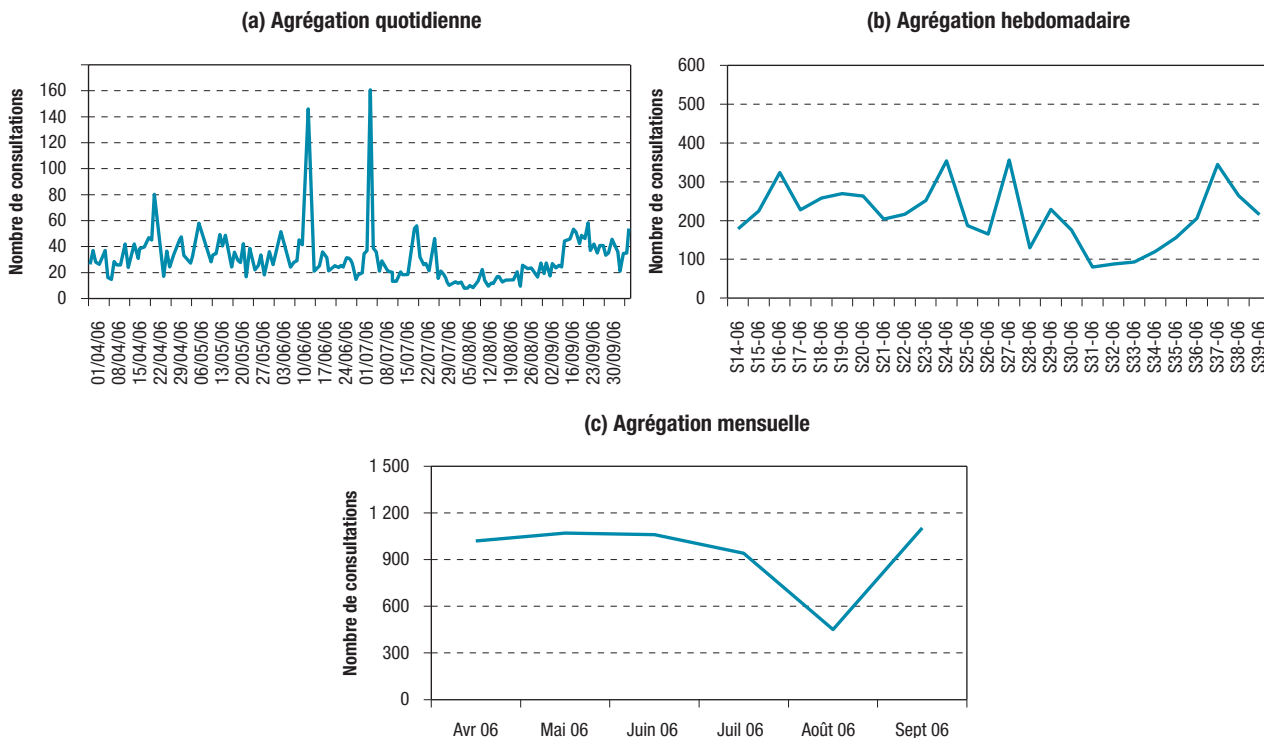 (a) Agrégation quotidienne
Nombre de consultations
160
140
120
100
80
60
40
20
0
01/04/06
08/04/06
15/04/06
22/04/06
29/04/06
06/05/06
13/05/06
20/05/06
27/05/06
03/06/06
10/06/06
17/06/06
24/06/06
01/07/06
07/07/06
15/07/06
22/07/06
29/07/06
05/08/06
12/08/06
19/08/06
26/08/06
02/09/06
16/09/06
23/09/06
30/09/06
(b) Agrégation hebdomadaire
Nombre de consultations
600
500
400
300
200
100
0
S14-06
S15-06
S16-06
S17-06
S18-06
S19-06
S20-06
S21-06
S22-06
S23-06
S24-06
S25-06
S26-06
S27-06
S28-06
S29-06
S30-06
S31-06
S32-06
S33-06
S34-06
S35-06
S36-06
S37-06
S38-06
S39-06
(c) Agrégation mensuelle
Nombre de consultations
1 500
1 200
900
600
300
0
Avr 06
Mai 06
Juin 06
Juil 06
Août 06
Sept 06